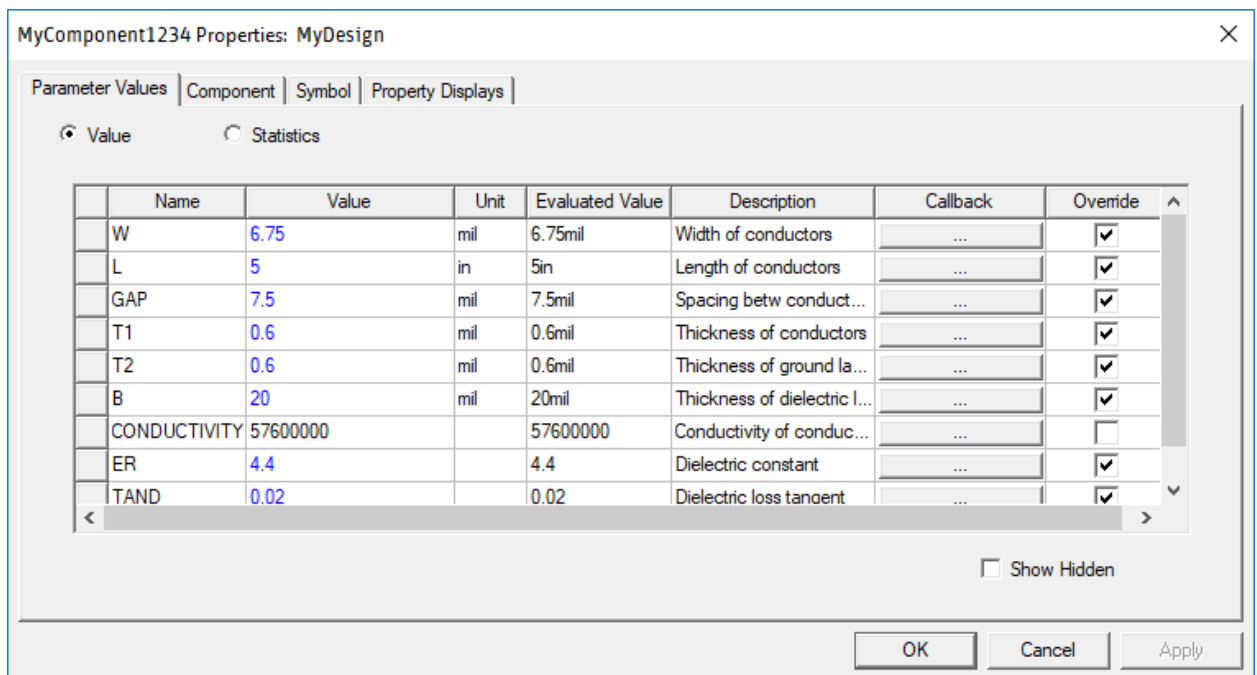 MyComponent1234 Properties: MyDesign
Parameter Values Component Symbol Property Displays
Value Statistics
Name Value Unit Evaluated Value Description Callback Override
W 6.75 mil 6.75mil Width of conductors ...
L 5 in 5in Length of conductors ...
GAP 7.5 mil 7.5mil Spacing betw conduct... ...
T1 0.6 mil 0.6mil Thickness of conductors ...
T2 0.6 mil 0.6mil Thickness of ground la... ...
B 20 mil 20mil Thickness of dielectric l... ...
CONDUCTIVITY 57600000 57600000 Conductivity of conduc... ...
ER 4.4 4.4 Dielectric constant ...
TAND 0.02 0.02 Dielectric loss tangent ...
Show Hidden
OK Cancel Apply